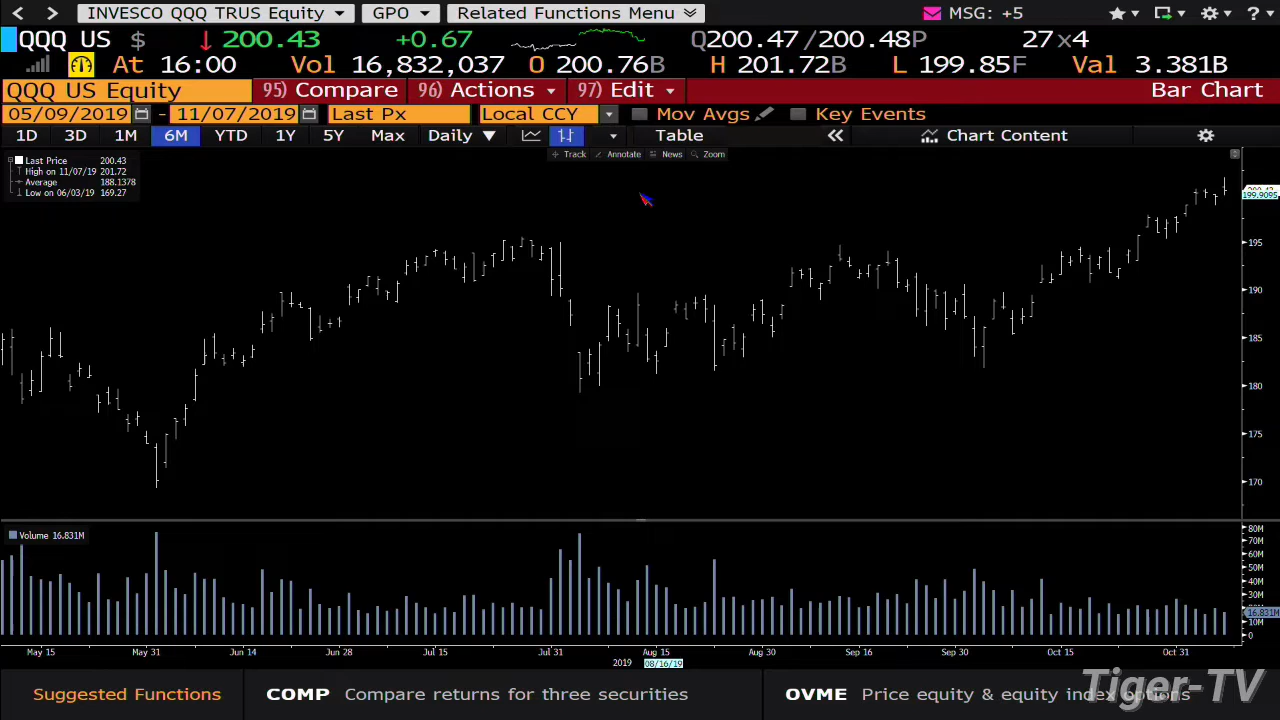 INVESCO QQQ TRUS Equity GPO Related Functions Menu MSG: +5 ?
QQQ US $ ↓ 200.43 +0.67 Q200.47/200.48P 27x4
At 16:00 Vol 16,832,037 O 200.76B H 201.72B L 199.85F Val 3.381B
QQQ US Equity 95) Compare 96) Actions 97) Edit Bar Chart
05/09/2019 - 11/07/2019 Last Px Local CCY Mov Avgs Key Events
1D 3D 1M 6M YTD 1Y 5Y Max Daily ▼ Table « Chart Content
Track Annotate News Zoom
Last Price 200.43
High on 11/07/19 201.72
Average 188.1378
Low on 06/03/19 169.27
199.9095
195
190
185
180
175
170
Volume 16.831M
80M
70M
60M
50M
40M
30M
16.831M
10M
0
May 15 May 31 Jun 14 Jun 28 Jul 15 Jul 31 Aug 15 Aug 30 Sep 16 Sep 30 Oct 15 Oct 31
2019 08/16/19
Suggested Functions COMP Compare returns for three securities OVME Price equity & equity index options
Tiger-TV